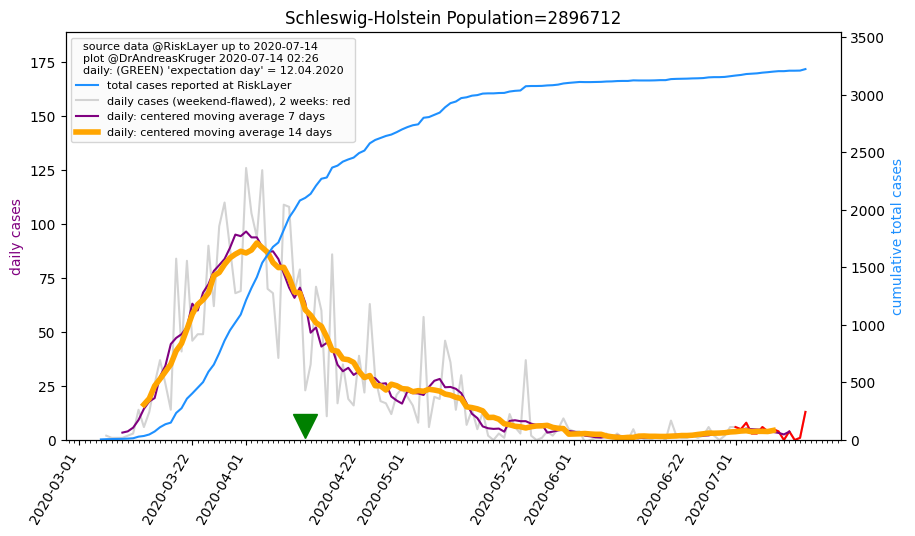 Schleswig-Holstein Population=2896712
source data @RiskLayer up to 2020-07-14
plot @DrAndreasKruger 2020-07-14 02:26
daily: (GREEN) 'expectation day' = 12.04.2020
total cases reported at RiskLayer
daily cases (weekend-flawed), 2 weeks: red
daily: centered moving average 7 days
daily: centered moving average 14 days
daily cases
175
150
125
100
75
50
25
0
cumulative total cases
3500
3000
2500
2000
1500
1000
500
0
2020-03-01
2020-03-22
2020-04-01
2020-04-22
2020-05-01
2020-05-22
2020-06-01
2020-06-22
2020-07-01